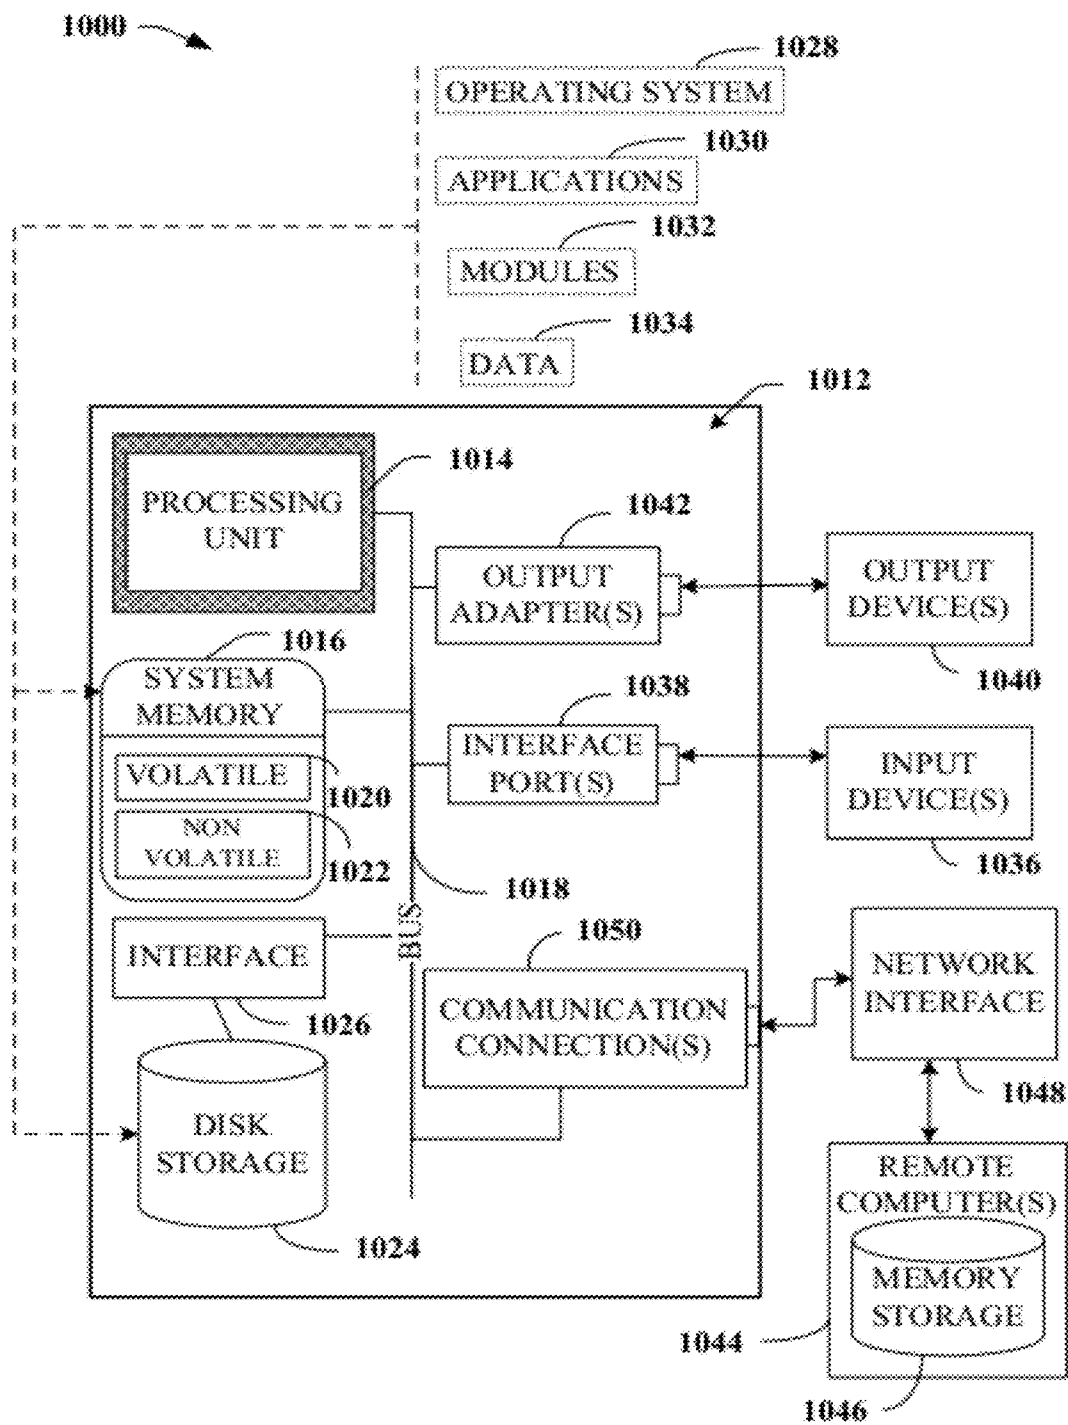 1000
1028
OPERATING SYSTEM
1030
APPLICATIONS
1032
MODULES
1034
DATA
1012
PROCESSING
UNIT
1014
1042
OUTPUT
ADAPTER(S)
OUTPUT
DEVICE(S)
1040
1016
SYSTEM
MEMORY
VOLATILE
1020
NON
VOLATILE
1022
1038
INTERFACE
PORT(S)
INPUT
DEVICE(S)
1036
1018
BUS
INTERFACE
1026
1050
COMMUNICATION
CONNECTION(S)
NETWORK
INTERFACE
1048
DISK
STORAGE
1024
REMOTE
COMPUTER(S)
MEMORY
STORAGE
1044
1046